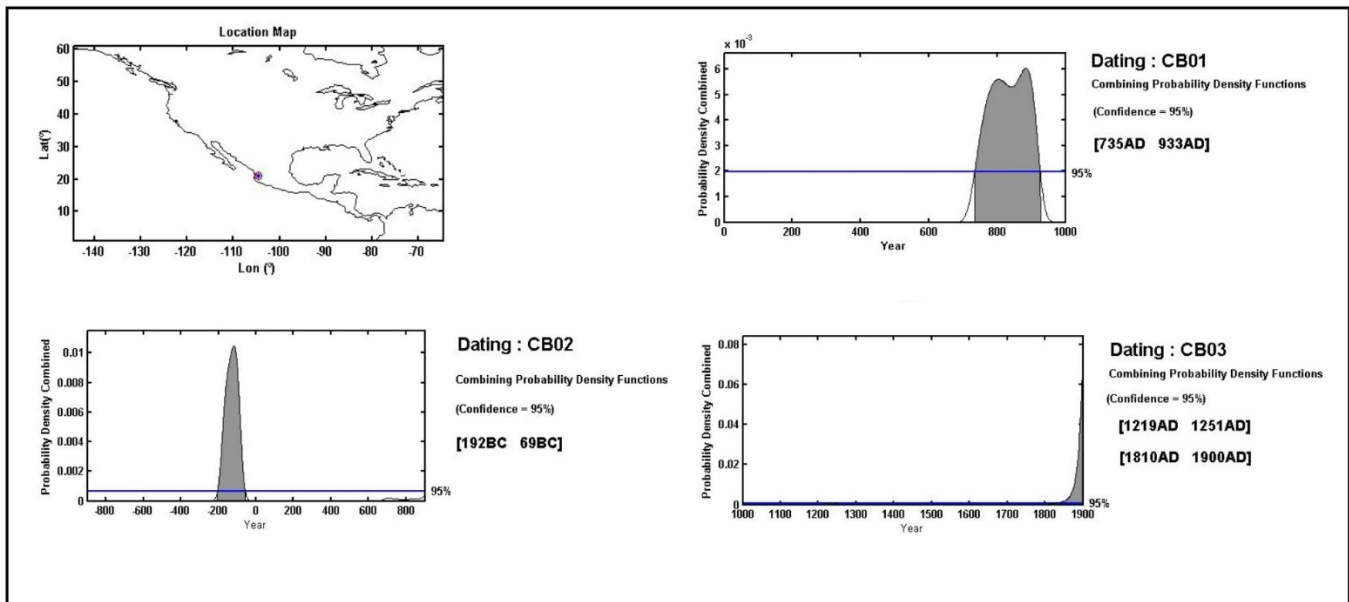 Location Map
60
50
40
30
20
10
Lat(º)
-140 -130 -120 -110 -100 -90 -80 -70
Lon (º)
x 10-3
6
5
4
3
2
1
0
Probability Density Combined
0 200 400 600 800 1000
Year
95%
Dating : CB01
Combining Probability Density Functions
(Confidence = 95%)
[735AD 933AD]
0.01
0.008
0.006
0.004
0.002
0
Probability Density Combined
-800 -600 -400 -200 0 200 400 600 800
Year
95%
Dating : CB02
Combining Probability Density Functions
(Confidence = 95%)
[192BC 69BC]
0.08
0.06
0.04
0.02
0
Probability Density Combined
1000 1100 1200 1300 1400 1500 1600 1700 1800 1900
Year
95%
Dating : CB03
Combining Probability Density Functions
(Confidence = 95%)
[1219AD 1251AD]
[1810AD 1900AD]